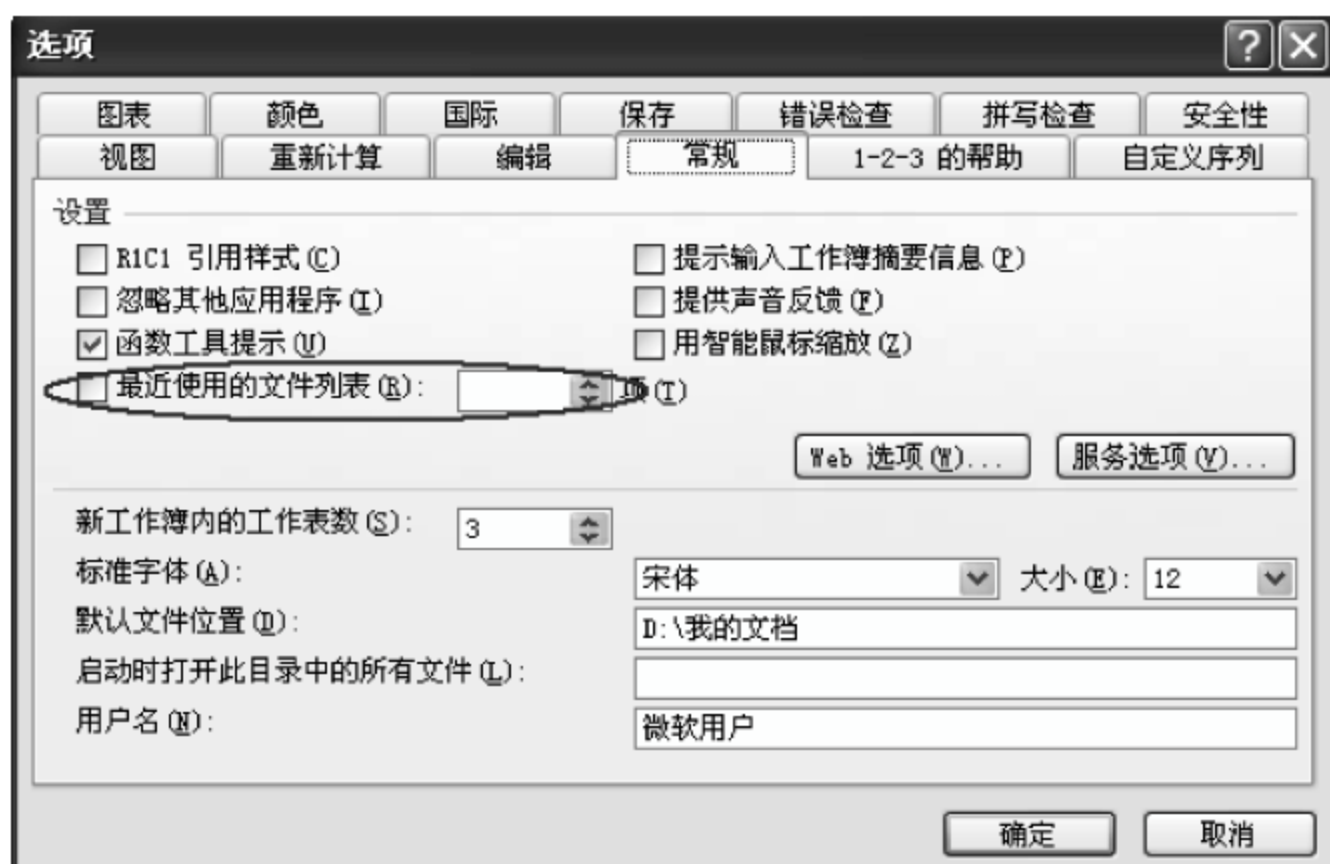 选项
图表 颜色 国际 保存 错误检查 拼写检查 安全性
视图 重新计算 编辑 常规 1-2-3 的帮助 自定义序列
设置
R1C1 引用样式(C) 提示输入工作簿摘要信息(P)
忽略其他应用程序(I) 提供声音反馈(F)
函数工具提示(U) 用智能鼠标缩放(Z)
最近使用的文件列表(R): 项(T)
Web 选项(W)... 服务选项(V)...
新工作簿内的工作表数(S): 3
标准字体(A): 宋体 大小(E): 12
默认文件位置(D): D:\我的文档
启动时打开此目录中的所有文件(L):
用户名(N): 微软用户
确定 取消